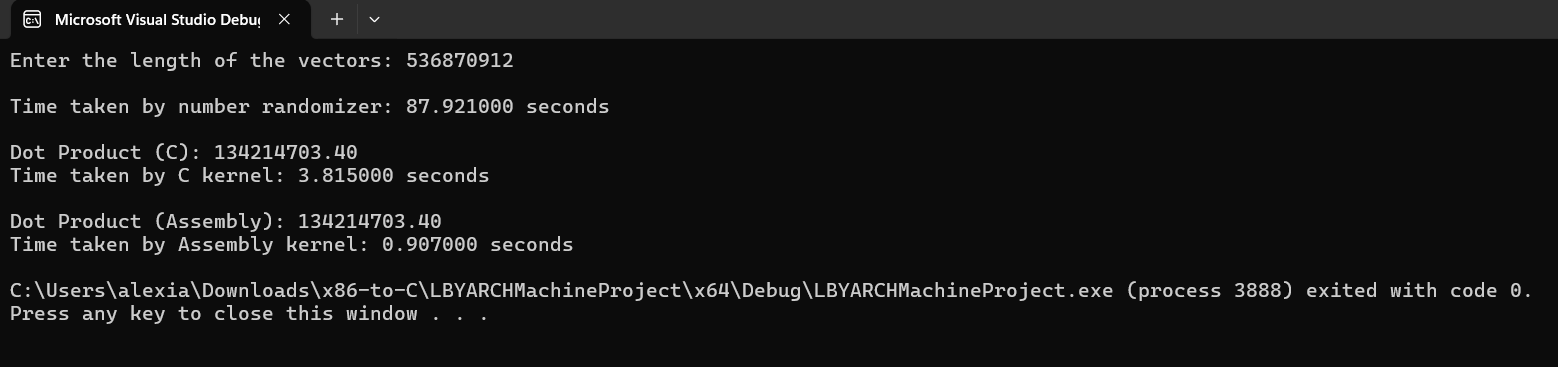 Microsoft Visual Studio Debug
Enter the length of the vectors: 536870912
Time taken by number randomizer: 87.921000 seconds
Dot Product (C): 134214703.40
Time taken by C kernel: 3.815000 seconds
Dot Product (Assembly): 134214703.40
Time taken by Assembly kernel: 0.907000 seconds
C:\Users\alexia\Downloads\x86-to-C\LBYARCHMachineProject\x64\Debug\LBYARCHMachineProject.exe (process 3888) exited with code 0.
Press any key to close this window . . .